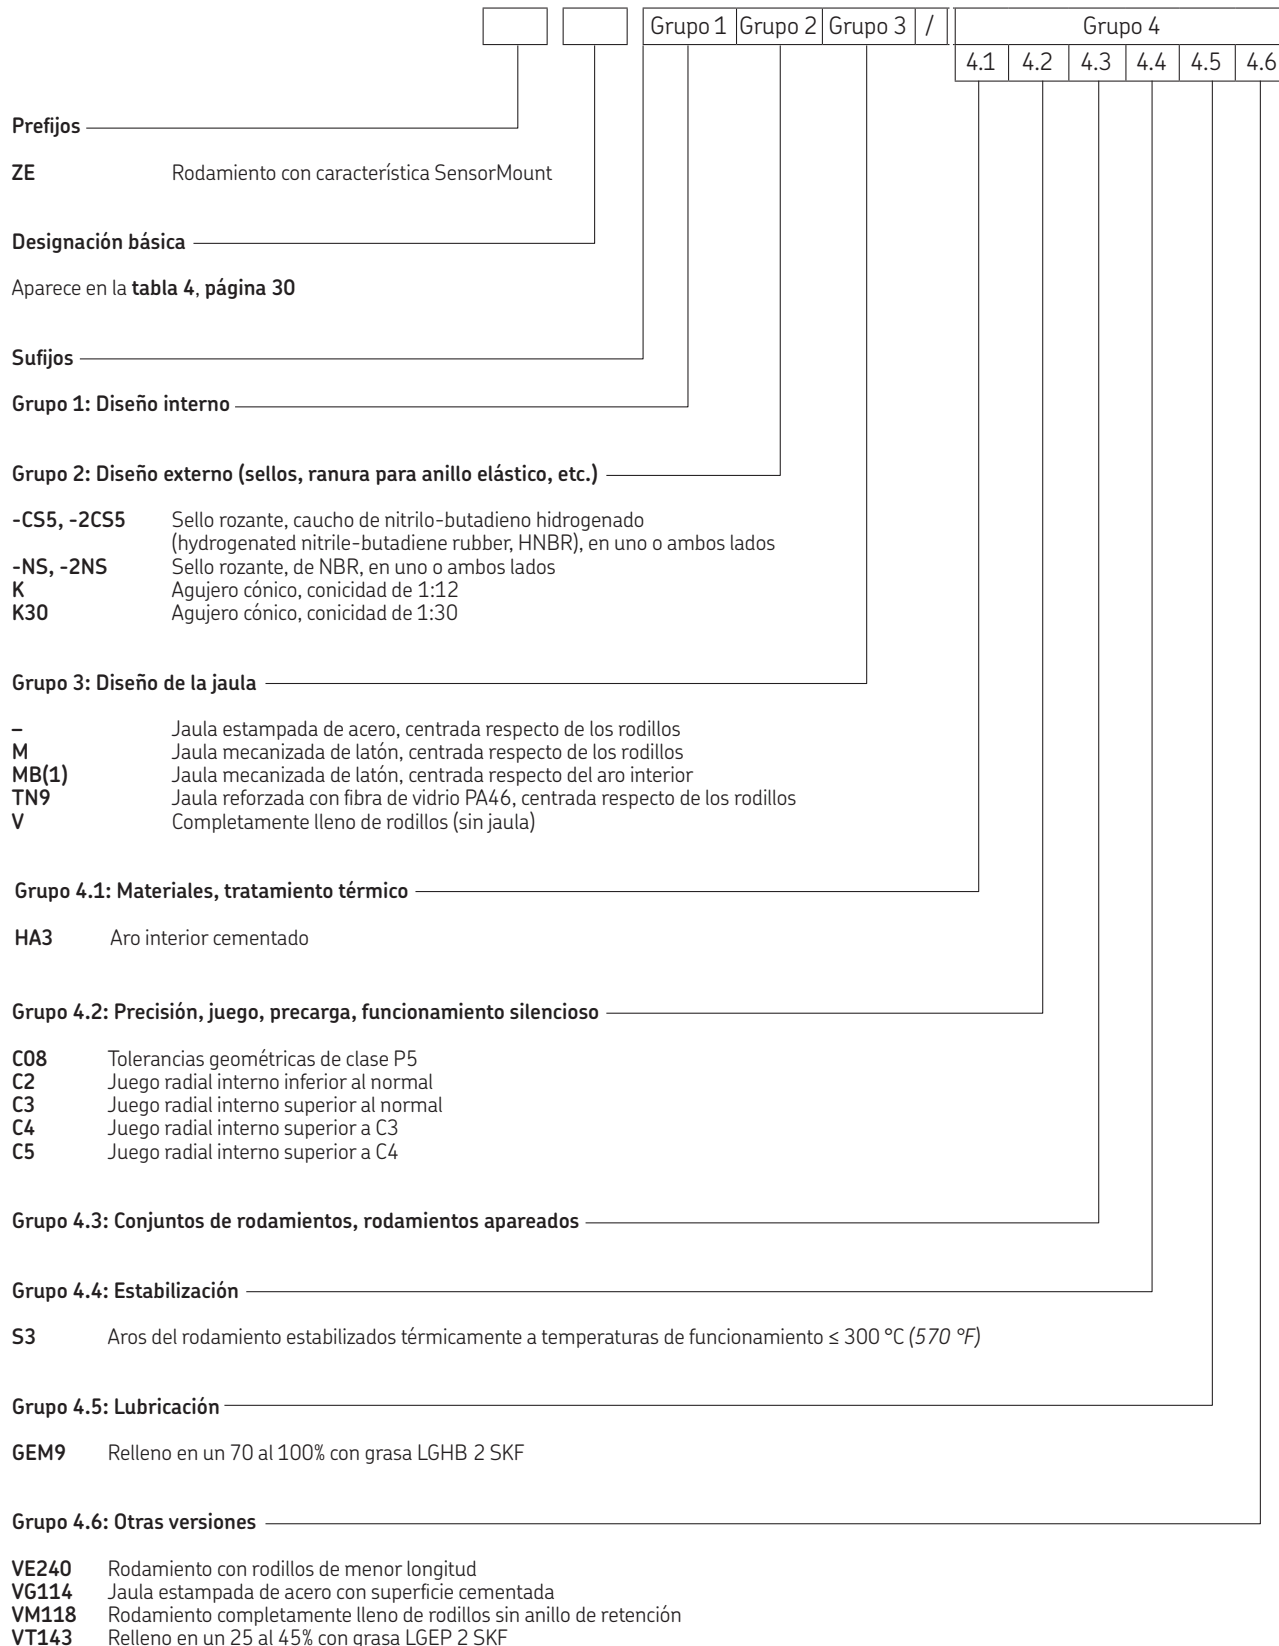 Grupo 1 Grupo 2 Grupo 3 / Grupo 4
4.1 4.2 4.3 4.4 4.5 4.6
Prefijos
ZE Rodamiento con característica SensorMount
Designación básica
Aparece en la tabla 4, página 30
Sufijos
Grupo 1: Diseño interno
Grupo 2: Diseño externo (sellos, ranura para anillo elástico, etc.)
-CS5, -2CS5 Sello rozante, caucho de nitrilo-butadieno hidrogenado
(hydrogenated nitrile-butadiene rubber, HNBR), en uno o ambos lados
-NS, -2NS Sello rozante, de NBR, en uno o ambos lados
K Agujero cónico, conicidad de 1:12
K30 Agujero cónico, conicidad de 1:30
Grupo 3: Diseño de la jaula
– Jaula estampada de acero, centrada respecto de los rodillos
M Jaula mecanizada de latón, centrada respecto de los rodillos
MB(1) Jaula mecanizada de latón, centrada respecto del aro interior
TN9 Jaula reforzada con fibra de vidrio PA46, centrada respecto de los rodillos
V Completamente lleno de rodillos (sin jaula)
Grupo 4.1: Materiales, tratamiento térmico
HA3 Aro interior cementado
Grupo 4.2: Precisión, juego, precarga, funcionamiento silencioso
C08 Tolerancias geométricas de clase P5
C2 Juego radial interno inferior al normal
C3 Juego radial interno superior al normal
C4 Juego radial interno superior a C3
C5 Juego radial interno superior a C4
Grupo 4.3: Conjuntos de rodamientos, rodamientos apareados
Grupo 4.4: Estabilización
S3 Aros del rodamiento estabilizados térmicamente a temperaturas de funcionamiento ≤ 300 °C (570 °F)
Grupo 4.5: Lubricación
GEM9 Relleno en un 70 al 100% con grasa LGHB 2 SKF
Grupo 4.6: Otras versiones
VE240 Rodamiento con rodillos de menor longitud
VG114 Jaula estampada de acero con superficie cementada
VM118 Rodamiento completamente lleno de rodillos sin anillo de retención
VT143 Relleno en un 25 al 45% con grasa LGEP 2 SKF